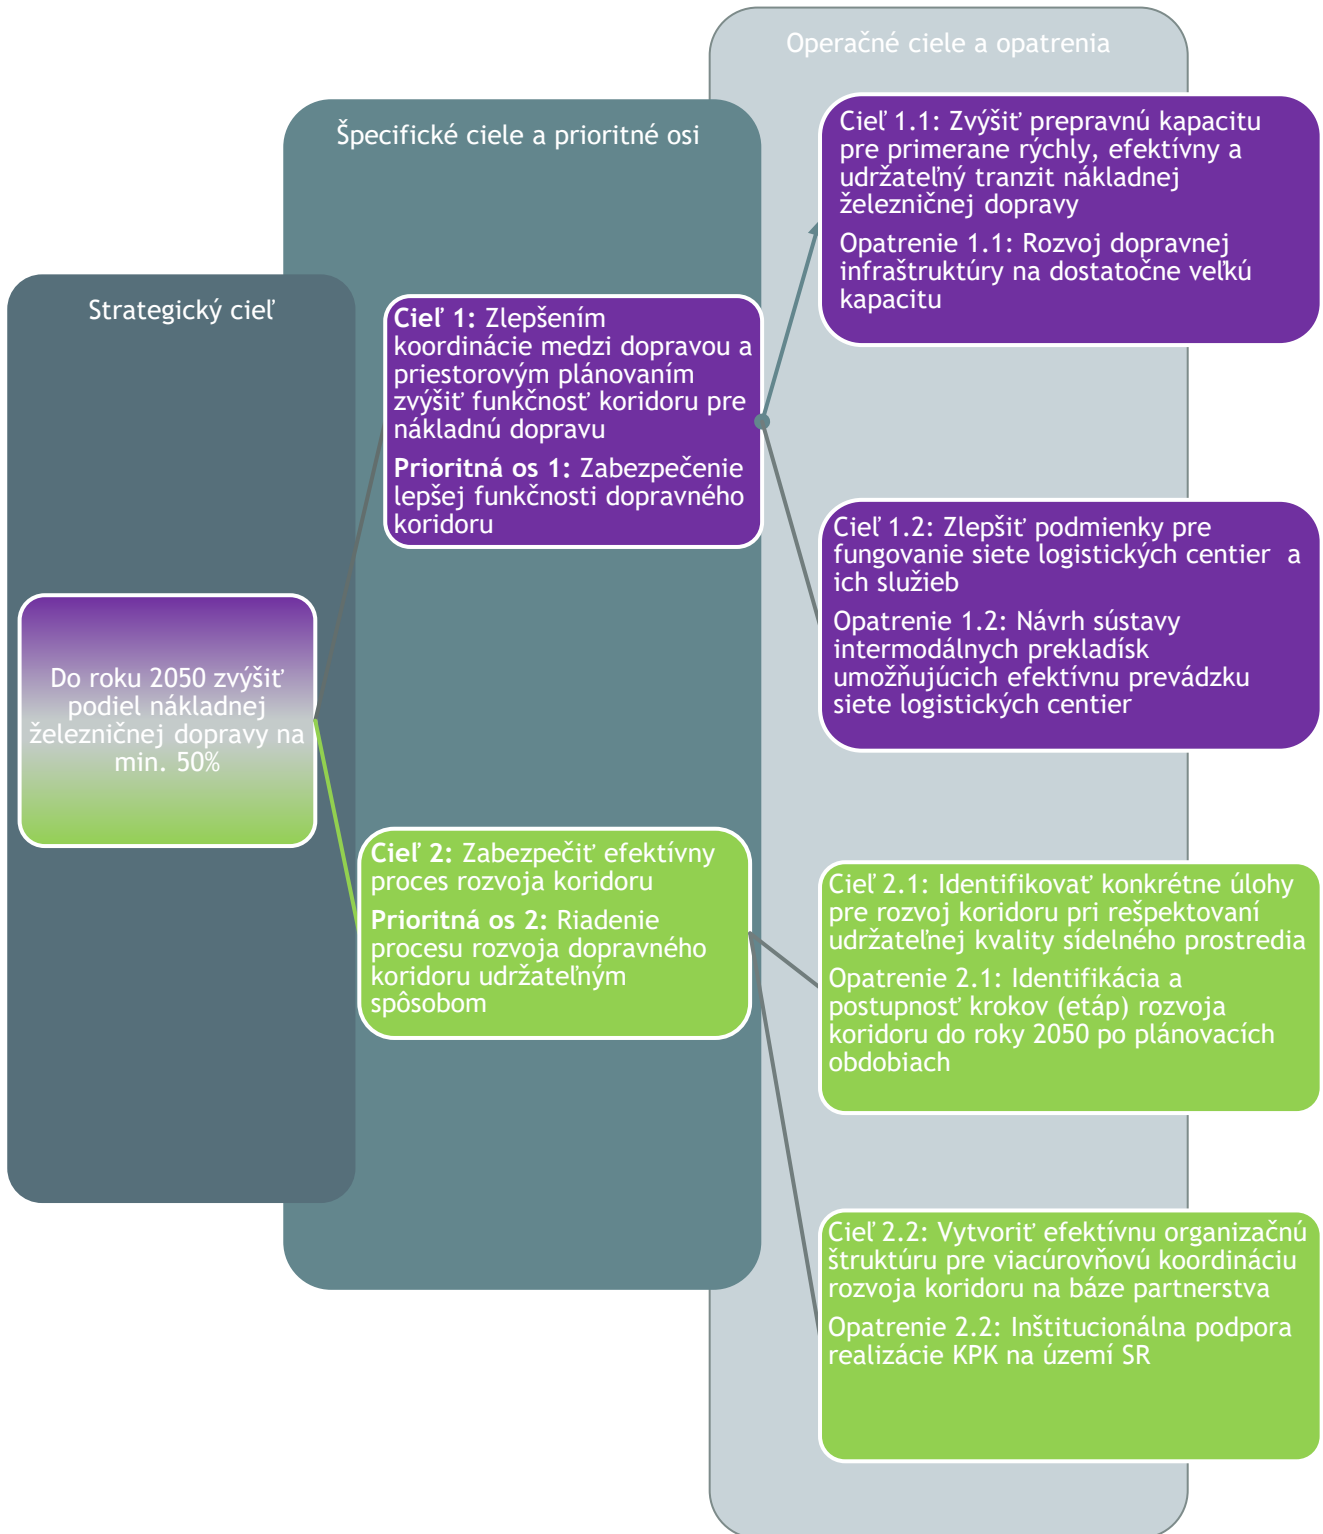 Strategický cieľ
Do roku 2050 zvýšiť
podiel nákladnej
železničnej dopravy na
min. 50%
Špecifické ciele a prioritné osi
Cieľ 1: Zlepšením
koordinácie medzi dopravou a
priestorovým plánovaním
zvýšiť funkčnosť koridoru pre
nákladnú dopravu
Prioritná os 1: Zabezpečenie
lepšej funkčnosti dopravného
koridoru
Cieľ 2: Zabezpečiť efektívny
proces rozvoja koridoru
Prioritná os 2: Riadenie
procesu rozvoja dopravného
koridoru udržateľným
spôsobom
Operačné ciele a opatrenia
Cieľ 1.1: Zvýšiť prepravnú kapacitu
pre primerane rýchly, efektívny a
udržateľný tranzit nákladnej
železničnej dopravy
Opatrenie 1.1: Rozvoj dopravnej
infraštruktúry na dostatočne veľkú
kapacitu
Cieľ 1.2: Zlepšiť podmienky pre
fungovanie siete logistických centier a
ich služieb
Opatrenie 1.2: Návrh sústavy
intermodálnych prekladísk
umožňujúcich efektívnu prevádzku
siete logistických centier
Cieľ 2.1: Identifikovať konkrétne úlohy
pre rozvoj koridoru pri rešpektovaní
udržateľnej kvality sídelného prostredia
Opatrenie 2.1: Identifikácia a
postupnosť krokov (etáp) rozvoja
koridoru do roky 2050 po plánovacích
obdobiach
Cieľ 2.2: Vytvoriť efektívnu organizačnú
štruktúru pre viacúrovňovú koordináciu
rozvoja koridoru na báze partnerstva
Opatrenie 2.2: Inštitucionálna podpora
realizácie KPK na území SR